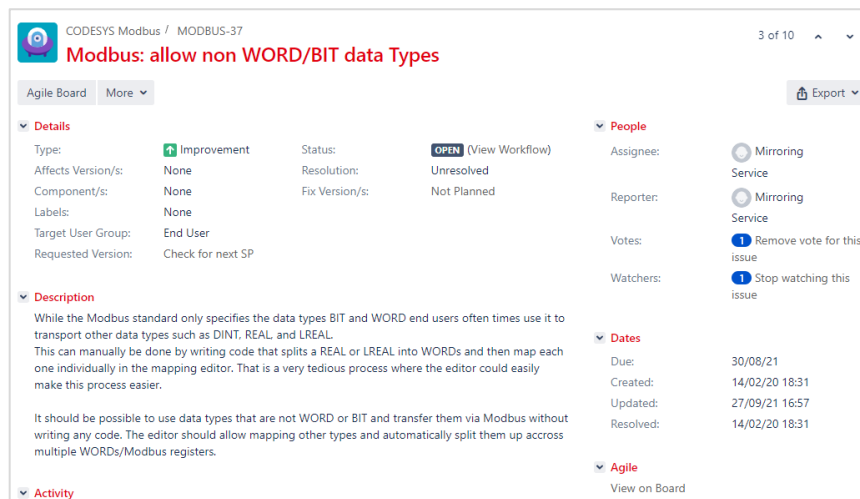 CODESYS Modbus / MODBUS-37
3 of 10
Modbus: allow non WORD/BIT data Types
Agile Board
More
Export
Details
Type: Improvement
Status: OPEN (View Workflow)
Affects Version/s: None
Resolution: Unresolved
Component/s: None
Fix Version/s: Not Planned
Labels: None
Target User Group: End User
Requested Version: Check for next SP
Description
While the Modbus standard only specifies the data types BIT and WORD end users often times use it to
transport other data types such as DINT, REAL, and LREAL.
This can manually be done by writing code that splits a REAL or LREAL into WORDs and then map each
one individually in the mapping editor. That is a very tedious process where the editor could easily
make this process easier.
It should be possible to use data types that are not WORD or BIT and transfer them via Modbus without
writing any code. The editor should allow mapping other types and automatically split them up accross
multiple WORDs/Modbus registers.
Activity
People
Assignee: Mirroring
Service
Reporter: Mirroring
Service
Votes: 1 Remove vote for this
issue
Watchers: 1 Stop watching this
issue
Dates
Due: 30/08/21
Created: 14/02/20 18:31
Updated: 27/09/21 16:57
Resolved: 14/02/20 18:31
Agile
View on Board